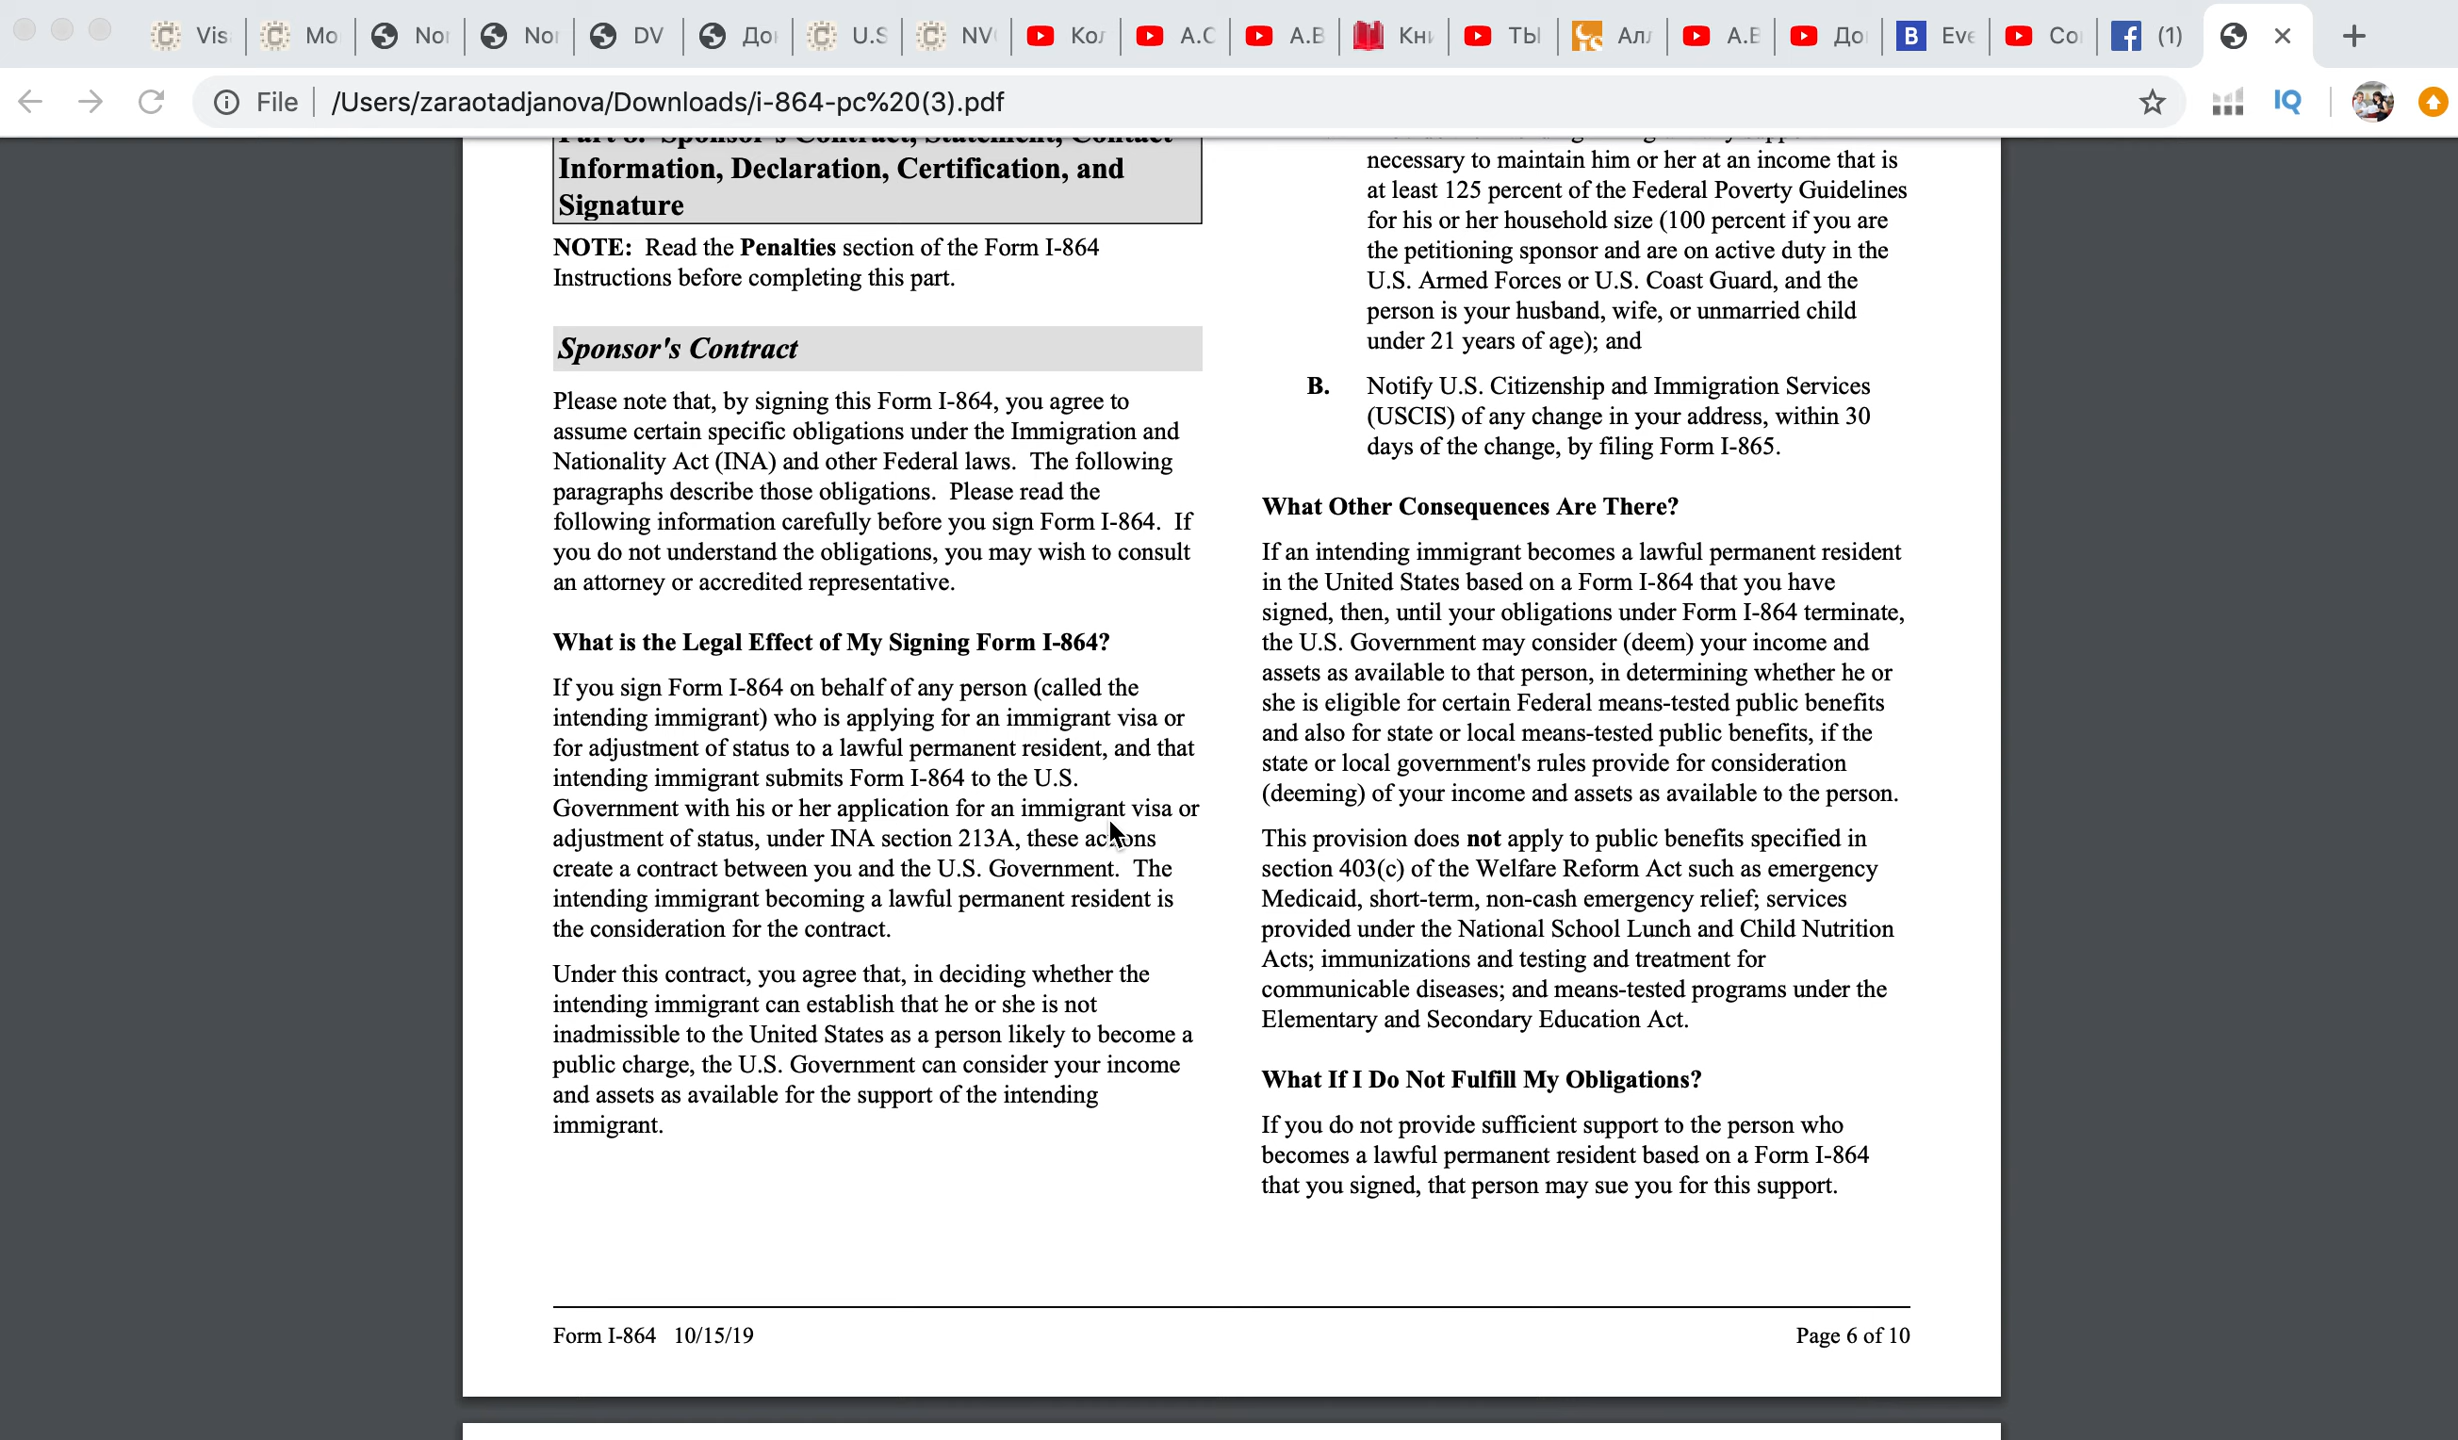 Vis
Mo
Nor
Nor
DV
Дон
U.S
NV
Кол
A.C
A.B
Кни
ТЫ
Алл
A.B
До
B
Eve
Co
(1)
File /Users/zaraotadjanova/Downloads/i-864-pc%20(3).pdf
IQ
Part 8. Sponsor's Contract, Statement, Contact
Information, Declaration, Certification, and
Signature
NOTE: Read the Penalties section of the Form I-864
Instructions before completing this part.
Sponsor's Contract
Please note that, by signing this Form I-864, you agree to
assume certain specific obligations under the Immigration and
Nationality Act (INA) and other Federal laws. The following
paragraphs describe those obligations. Please read the
following information carefully before you sign Form I-864. If
you do not understand the obligations, you may wish to consult
an attorney or accredited representative.
What is the Legal Effect of My Signing Form I-864?
If you sign Form I-864 on behalf of any person (called the
intending immigrant) who is applying for an immigrant visa or
for adjustment of status to a lawful permanent resident, and that
intending immigrant submits Form I-864 to the U.S.
Government with his or her application for an immigrant visa or
adjustment of status, under INA section 213A, these actions
create a contract between you and the U.S. Government. The
intending immigrant becoming a lawful permanent resident is
the consideration for the contract.
Under this contract, you agree that, in deciding whether the
intending immigrant can establish that he or she is not
inadmissible to the United States as a person likely to become a
public charge, the U.S. Government can consider your income
and assets as available for the support of the intending
immigrant.
necessary to maintain him or her at an income that is
at least 125 percent of the Federal Poverty Guidelines
for his or her household size (100 percent if you are
the petitioning sponsor and are on active duty in the
U.S. Armed Forces or U.S. Coast Guard, and the
person is your husband, wife, or unmarried child
under 21 years of age); and
B. Notify U.S. Citizenship and Immigration Services
(USCIS) of any change in your address, within 30
days of the change, by filing Form I-865.
What Other Consequences Are There?
If an intending immigrant becomes a lawful permanent resident
in the United States based on a Form I-864 that you have
signed, then, until your obligations under Form I-864 terminate,
the U.S. Government may consider (deem) your income and
assets as available to that person, in determining whether he or
she is eligible for certain Federal means-tested public benefits
and also for state or local means-tested public benefits, if the
state or local government's rules provide for consideration
(deeming) of your income and assets as available to the person.
This provision does not apply to public benefits specified in
section 403(c) of the Welfare Reform Act such as emergency
Medicaid, short-term, non-cash emergency relief; services
provided under the National School Lunch and Child Nutrition
Acts; immunizations and testing and treatment for
communicable diseases; and means-tested programs under the
Elementary and Secondary Education Act.
What If I Do Not Fulfill My Obligations?
If you do not provide sufficient support to the person who
becomes a lawful permanent resident based on a Form I-864
that you signed, that person may sue you for this support.
Form I-864 10/15/19
Page 6 of 10